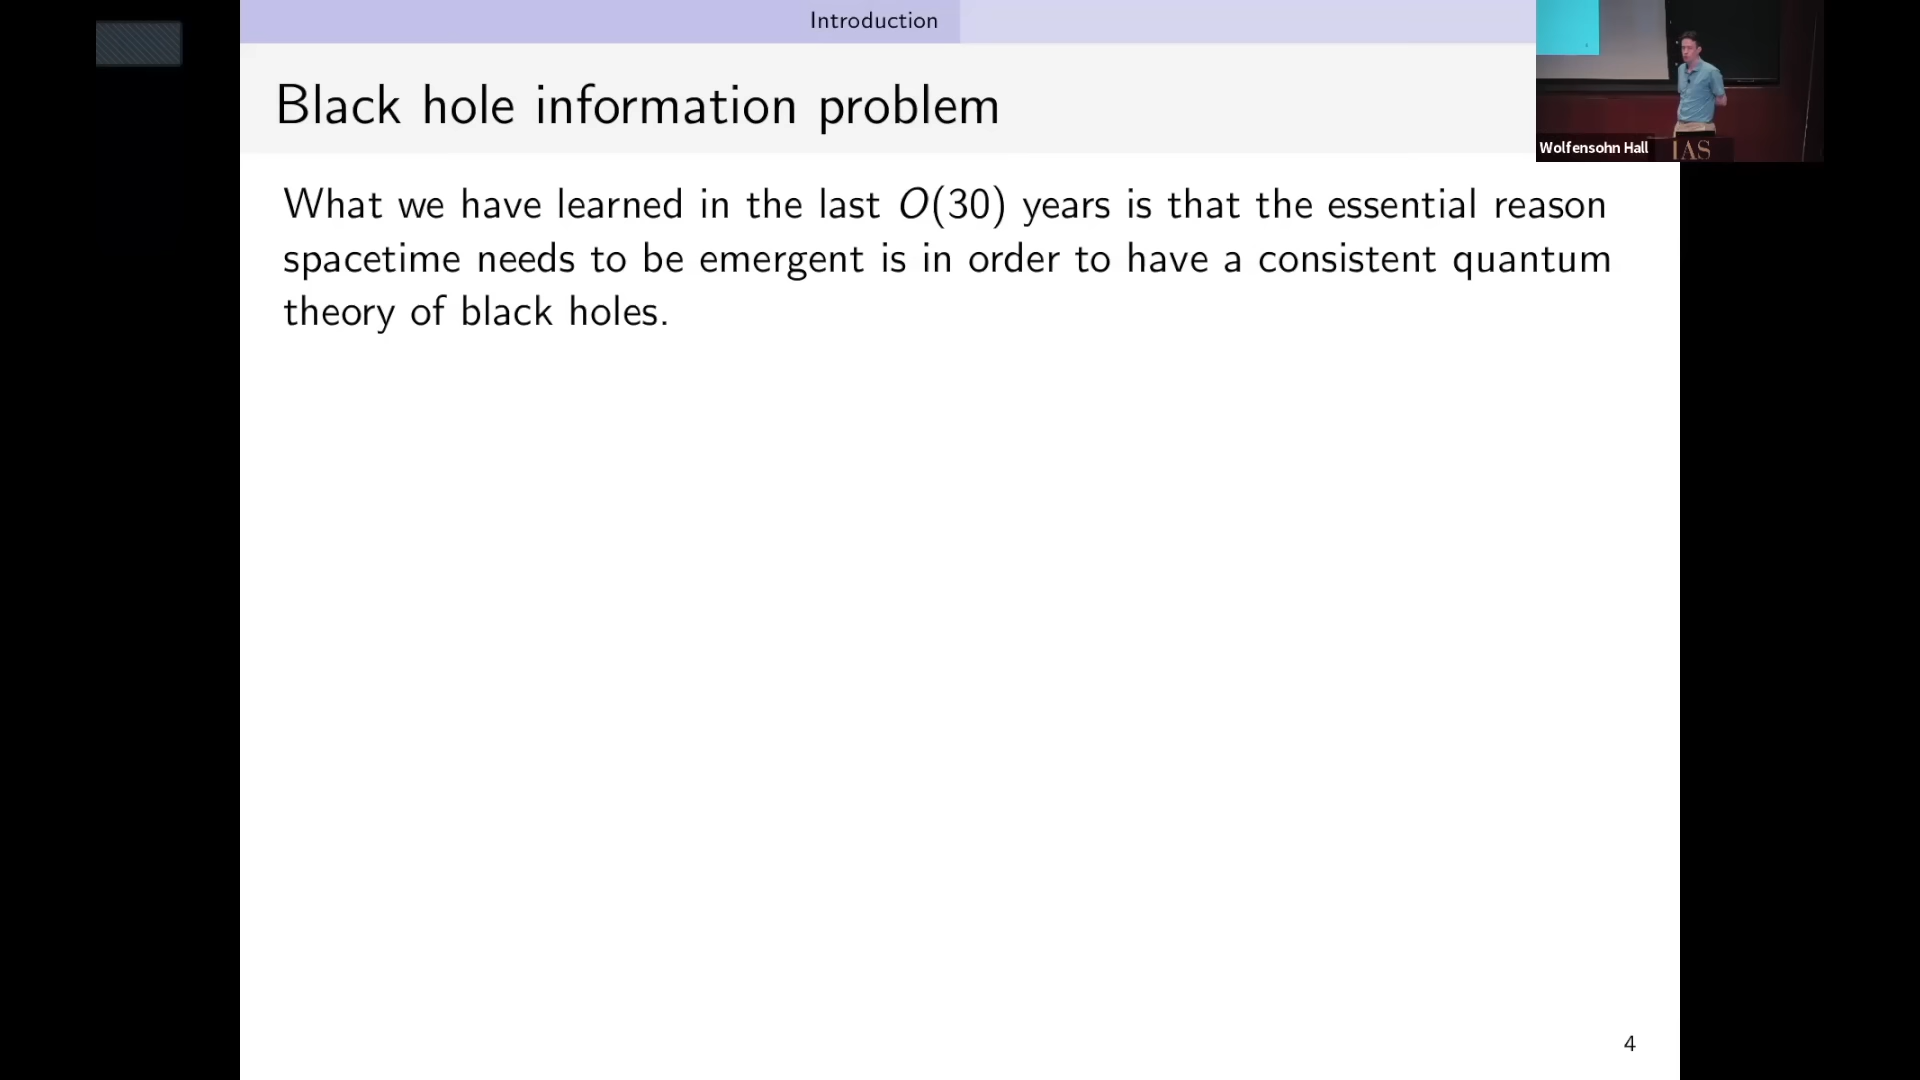 Introduction
Black hole information problem
What we have learned in the last O(30) years is that the essential reason
spacetime needs to be emergent is in order to have a consistent quantum
theory of black holes.
Wolfensohn Hall
IAS
4